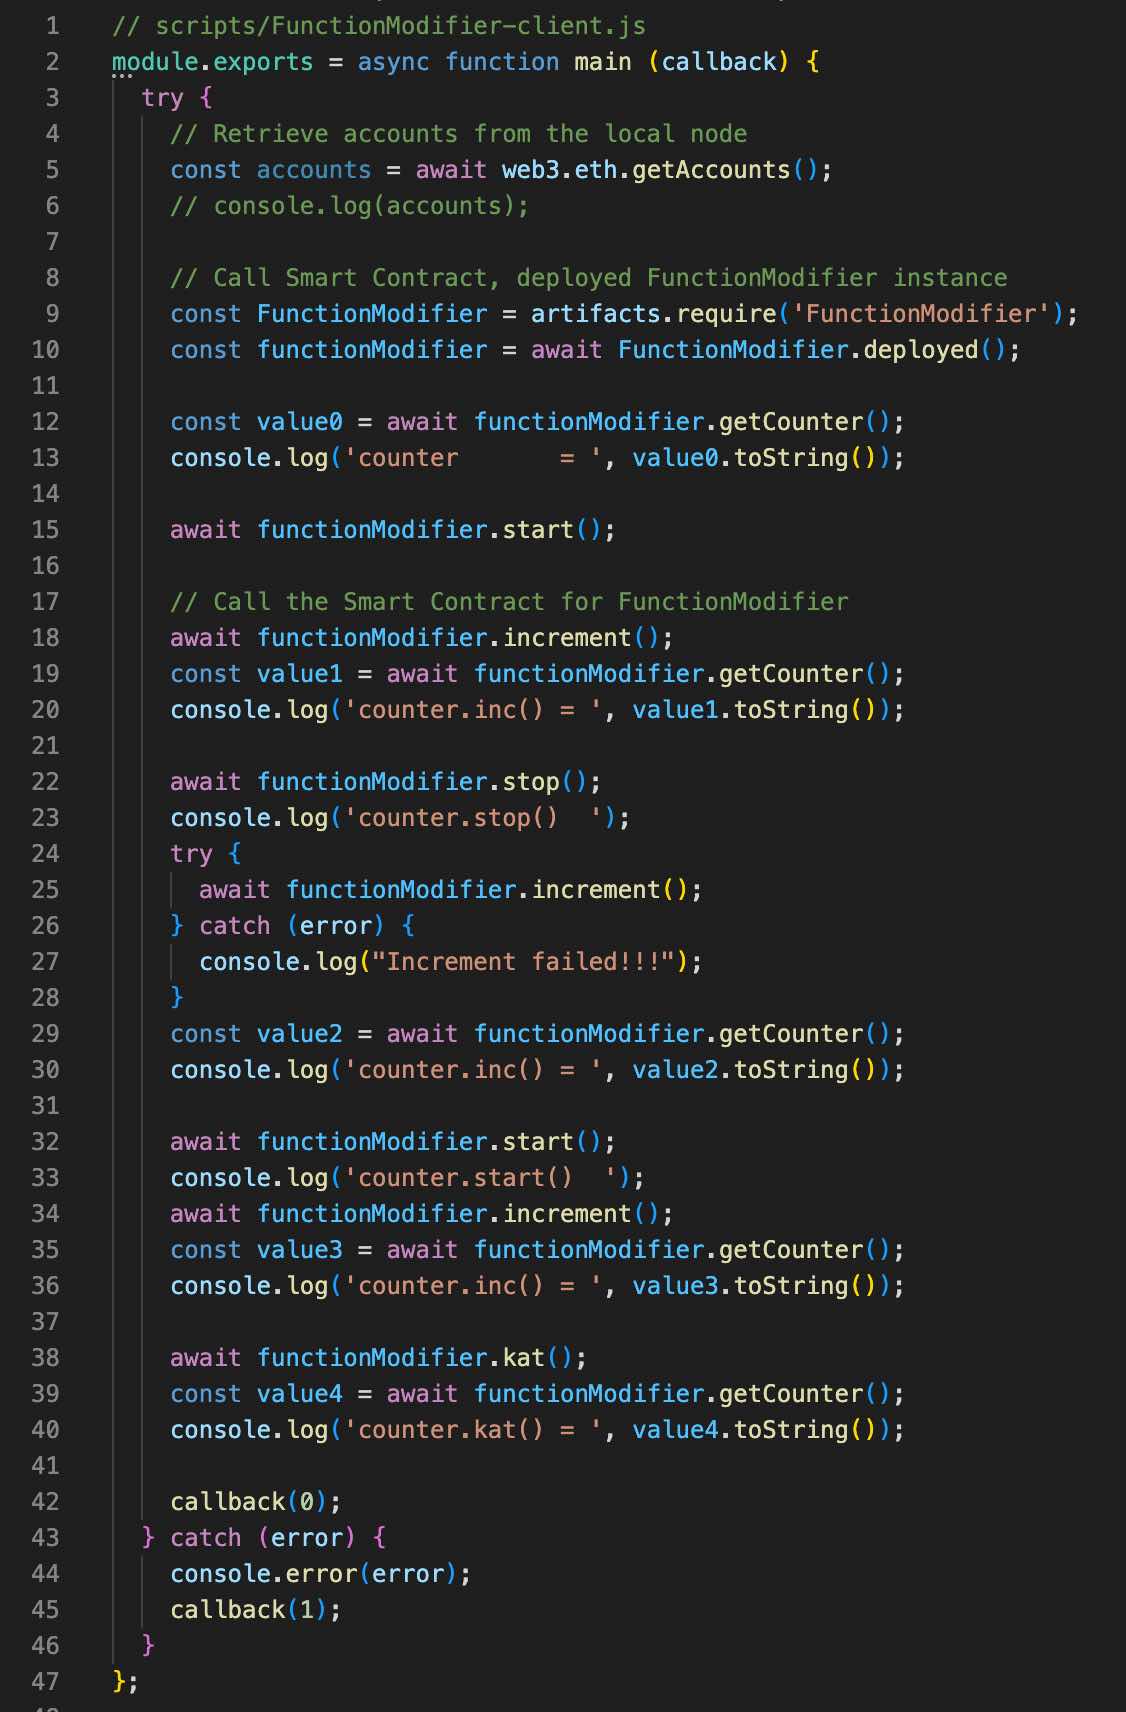 1 // scripts/FunctionModifier-client.js
2 module.exports = async function main (callback) {
3   try {
4     // Retrieve accounts from the local node
5     const accounts = await web3.eth.getAccounts();
6     // console.log(accounts);
7
8     // Call Smart Contract, deployed FunctionModifier instance
9     const FunctionModifier = artifacts.require('FunctionModifier');
10     const functionModifier = await FunctionModifier.deployed();
11
12     const value0 = await functionModifier.getCounter();
13     console.log('counter       = ', value0.toString());
14
15     await functionModifier.start();
16
17     // Call the Smart Contract for FunctionModifier
18     await functionModifier.increment();
19     const value1 = await functionModifier.getCounter();
20     console.log('counter.inc() = ', value1.toString());
21
22     await functionModifier.stop();
23     console.log('counter.stop()  ');
24     try {
25       await functionModifier.increment();
26     } catch (error) {
27       console.log("Increment failed!!!");
28     }
29     const value2 = await functionModifier.getCounter();
30     console.log('counter.inc() = ', value2.toString());
31
32     await functionModifier.start();
33     console.log('counter.start()  ');
34     await functionModifier.increment();
35     const value3 = await functionModifier.getCounter();
36     console.log('counter.inc() = ', value3.toString());
37
38     await functionModifier.kat();
39     const value4 = await functionModifier.getCounter();
40     console.log('counter.kat() = ', value4.toString());
41
42     callback(0);
43   } catch (error) {
44     console.error(error);
45     callback(1);
46   }
47 };